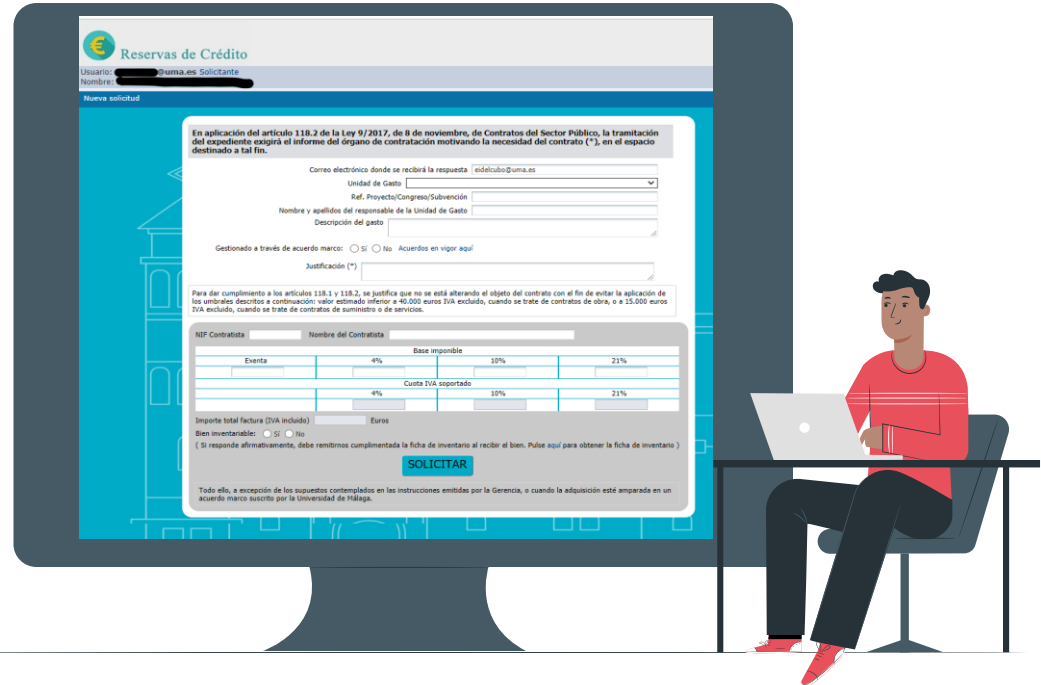 €
Reservas de Crédito
Usuario: @uma.es Solicitante
Nombre:
Nueva solicitud
En aplicación del artículo 118.2 de la Ley 9/2017, de 8 de noviembre, de Contratos del Sector Público, la tramitación
del expediente exigirá el informe del órgano de contratación motivando la necesidad del contrato (*), en el espacio
destinado a tal fin.
Correo electrónico donde se recibirá la respuesta eidelcubo@uma.es
Unidad de Gasto
Ref. Proyecto/Congreso/Subvención
Nombre y apellidos del responsable de la Unidad de Gasto
Descripción del gasto
Gestionado a través de acuerdo marco: Sí No Acuerdos en vigor aquí
Justificación (*)
Para dar cumplimiento a los artículos 118.1 y 118.2, se justifica que no se está alterando el objeto del contrato con el fin de evitar la aplicación de
los umbrales descritos a continuación: valor estimado inferior a 40.000 euros IVA excluido, cuando se trate de contratos de obra, o a 15.000 euros
IVA excluido, cuando se trate de contratos de suministro o de servicios.
NIF Contratista Nombre del Contratista
Base imponible
Exenta 4% 10% 21%
Cuota IVA soportado
4% 10% 21%
Importe total factura (IVA incluido) Euros
Bien inventariable: Sí No
( Si responde afirmativamente, debe remitirnos cumplimentada la ficha de inventario al recibir el bien. Pulse aquí para obtener la ficha de inventario )
SOLICITAR
Todo ello, a excepción de los supuestos contemplados en las instrucciones emitidas por la Gerencia, o cuando la adquisición esté amparada en un
acuerdo marco suscrito por la Universidad de Málaga.